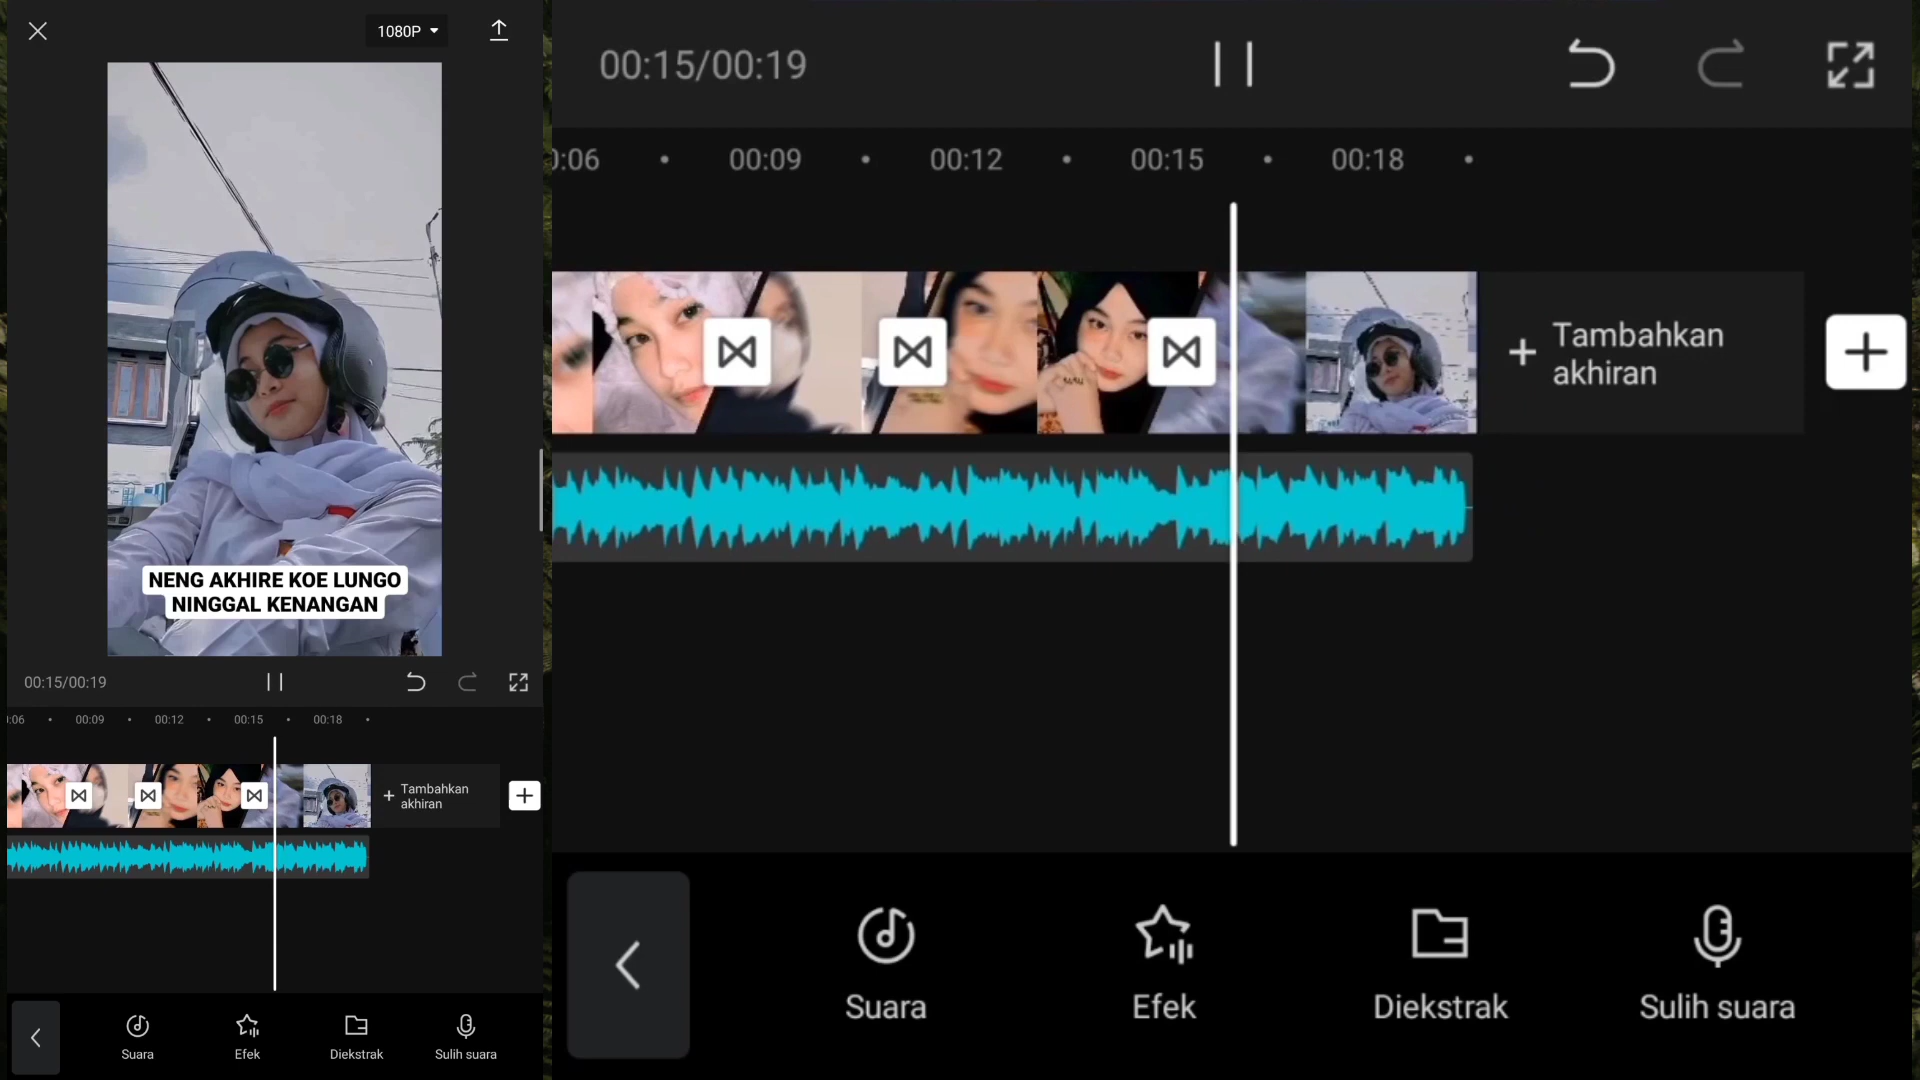 1080P
NENG AKHIRE KOE LUNGO
NINGGAL KENANGAN
00:15/00:19
:06 00:09 00:12 00:15 00:18
+ Tambahkan
akhiran
Suara Efek Diekstrak Sulih suara
00:15/00:19
0:06 00:09 00:12 00:15 00:18
+ Tambahkan
akhiran
Suara Efek Diekstrak Sulih suara